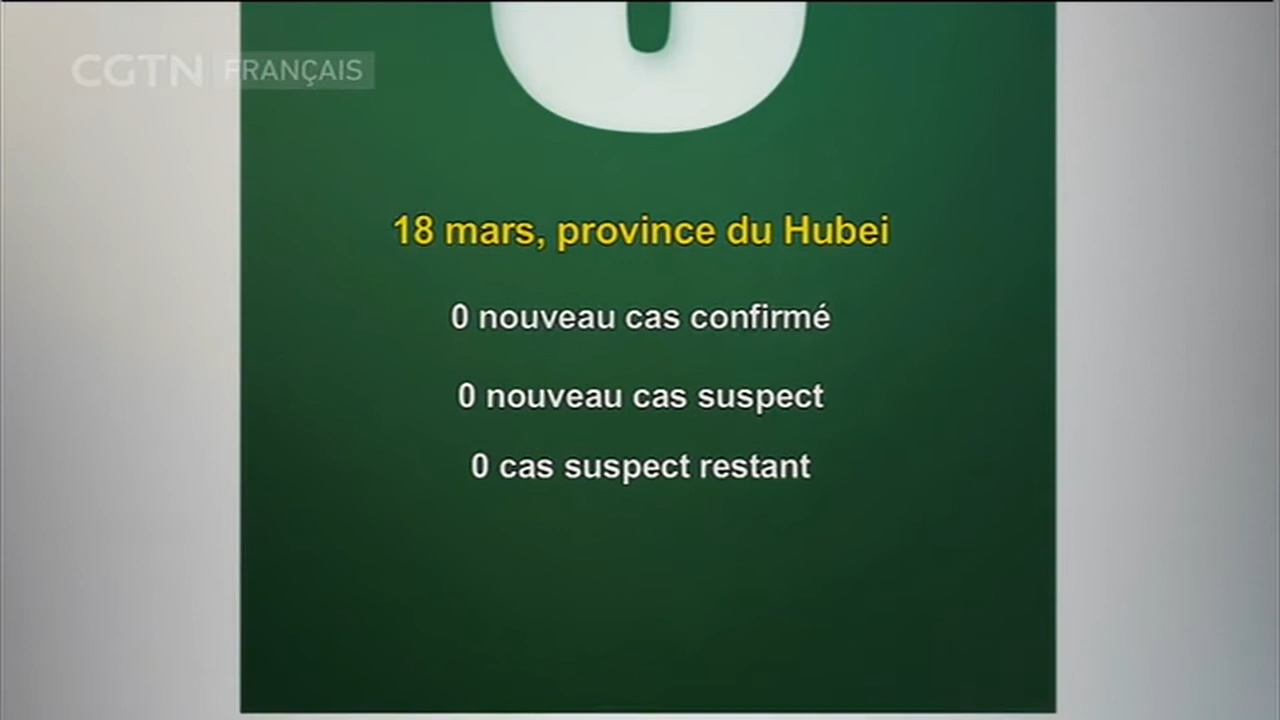 CGTN FRANÇAIS
18 mars, province du Hubei
0 nouveau cas confirmé
0 nouveau cas suspect
0 cas suspect restant